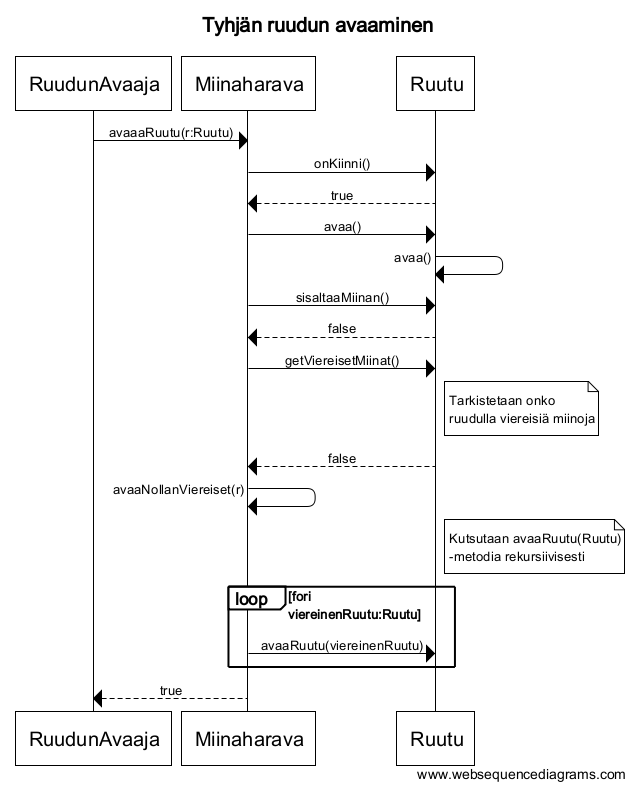 Tyhjän ruudun avaaminen
RuudunAvaaja
Miinaharava
Ruutu
avaaaRuutu(r:Ruutu)
onKiinni()
true
avaa()
avaa()
sisaltaaMiinan()
false
getViereisetMiinat()
Tarkistetaan onko
ruudulla viereisiä miinoja
false
avaaNollanViereiset(r)
Kutsutaan avaaRuutu(Ruutu)
-metodia rekursiivisesti
loop
[fori
viereinenRuutu:Ruutu]
avaaRuutu(viereinenRuutu)
true
RuudunAvaaja
Miinaharava
Ruutu
www.websequencediagrams.com